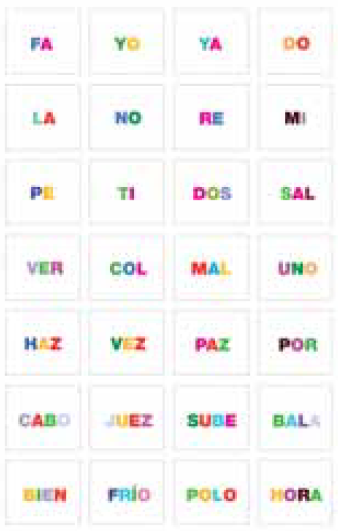 FA YO YA DO
LA NO RE MI
PE TI DOS SAL
VER COL MAL UNO
HAZ VEZ PAZ POR
CABO JUEZ SUBE BALA
BIEN FRÍO POLO HORA